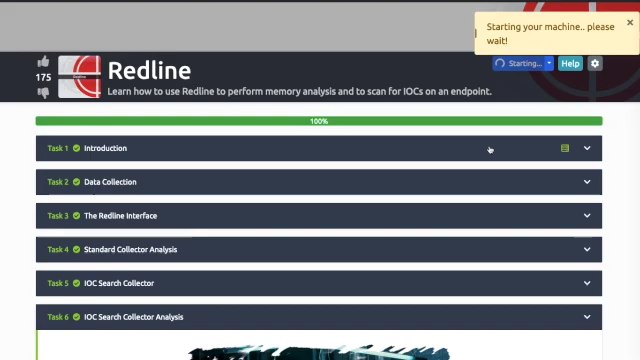 Starting your machine.. please
wait!
175
Redline
Starting...
Help
Learn how to use Redline to perform memory analysis and to scan for IOCs on an endpoint.
100%
Task 1 Introduction
Task 2 Data Collection
Task 3 The Redline Interface
Task 4 Standard Collector Analysis
Task 5 IOC Search Collector
Task 6 IOC Search Collector Analysis